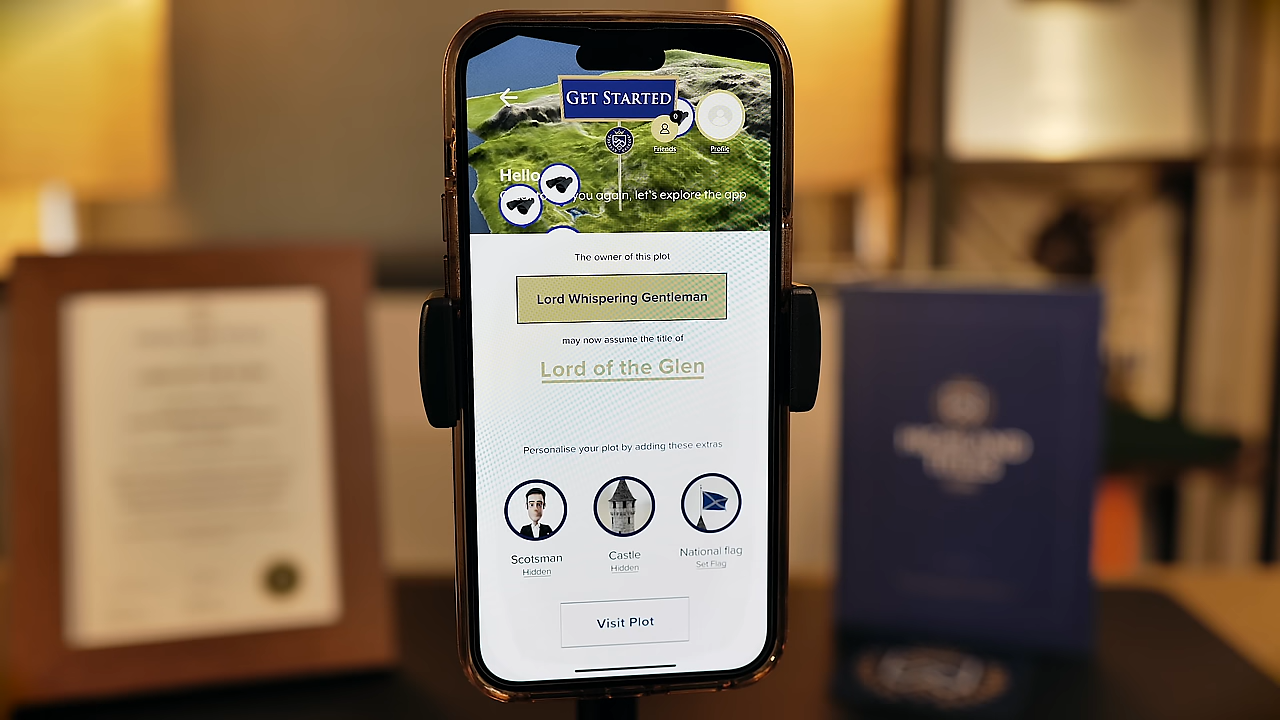 GET STARTED
0
Friends
Profile
Hello
you again, let's explore the app
The owner of this plot
Lord Whispering Gentleman
may now assume the title of
Lord of the Glen
Personalise your plot by adding these extras
Scotsman
Castle
National flag
Hidden
Hidden
Set Flag
Visit Plot